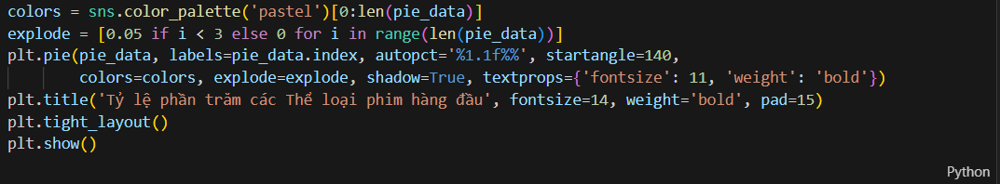 colors = sns.color_palette('pastel')[0:len(pie_data)]
explode = [0.05 if i < 3 else 0 for i in range(len(pie_data))]
plt.pie(pie_data, labels=pie_data.index, autopct='%1.1f%%', startangle=140,
        colors=colors, explode=explode, shadow=True, textprops={'fontsize': 11, 'weight': 'bold'})
plt.title('Tỷ lệ phần trăm các Thể loại phim hàng đầu', fontsize=14, weight='bold', pad=15)
plt.tight_layout()
plt.show()
Python